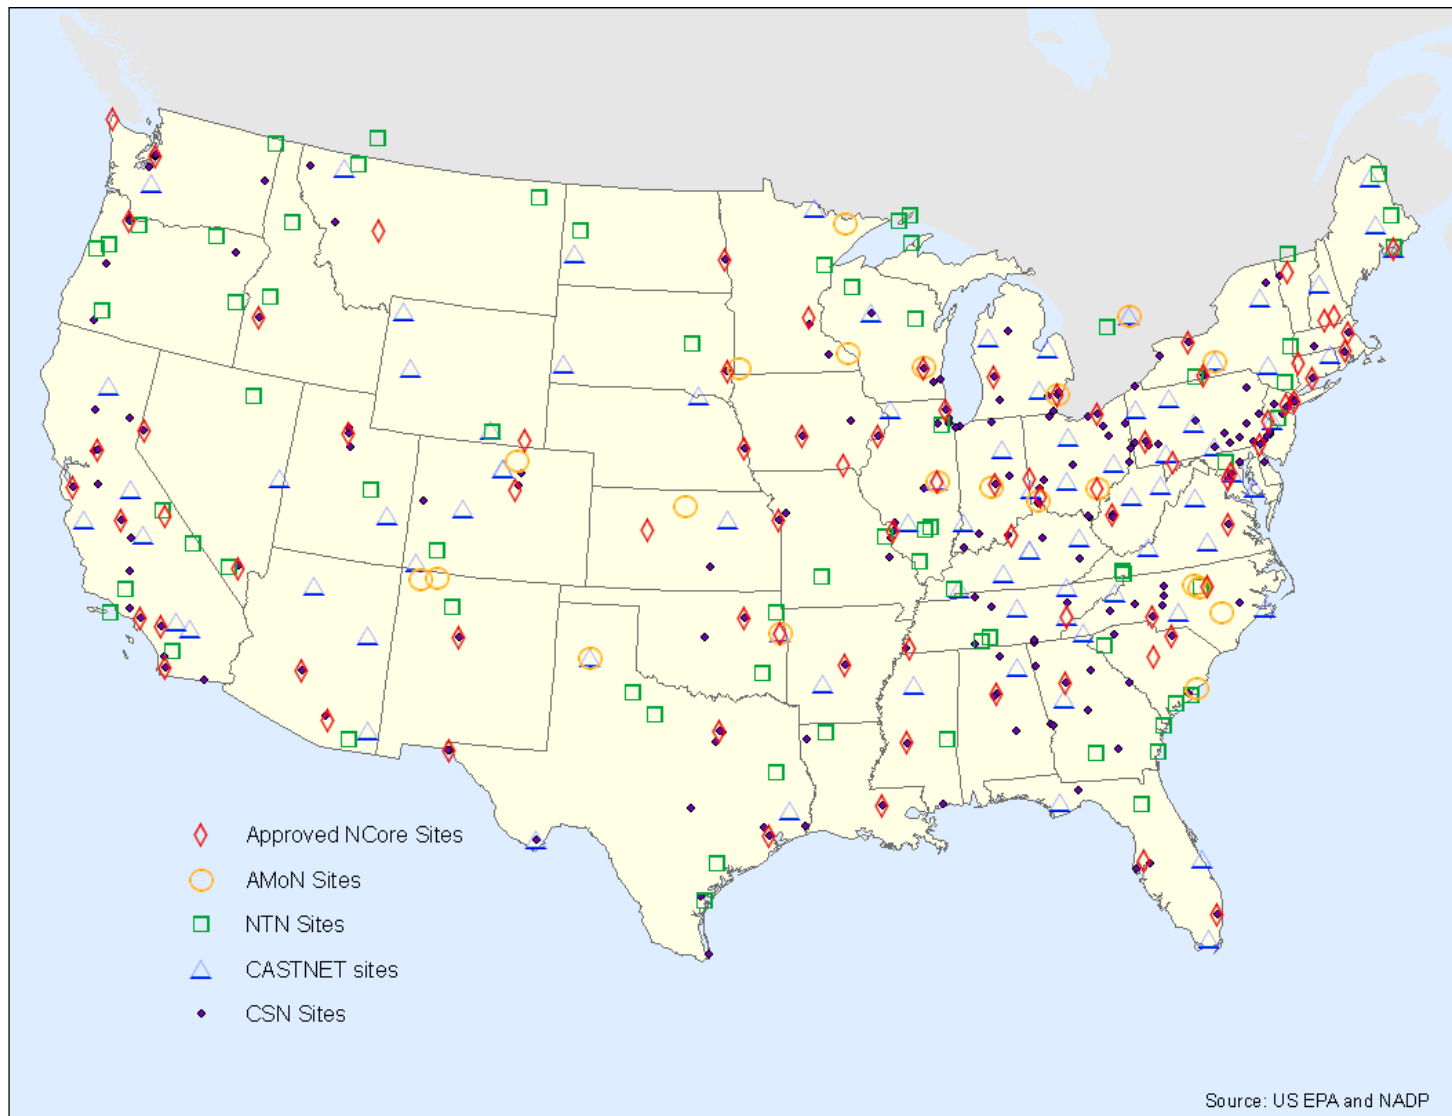 Approved NCore Sites
AMoN Sites
NTN Sites
CASTNET sites
CSN Sites
Source: US EPA and NADP